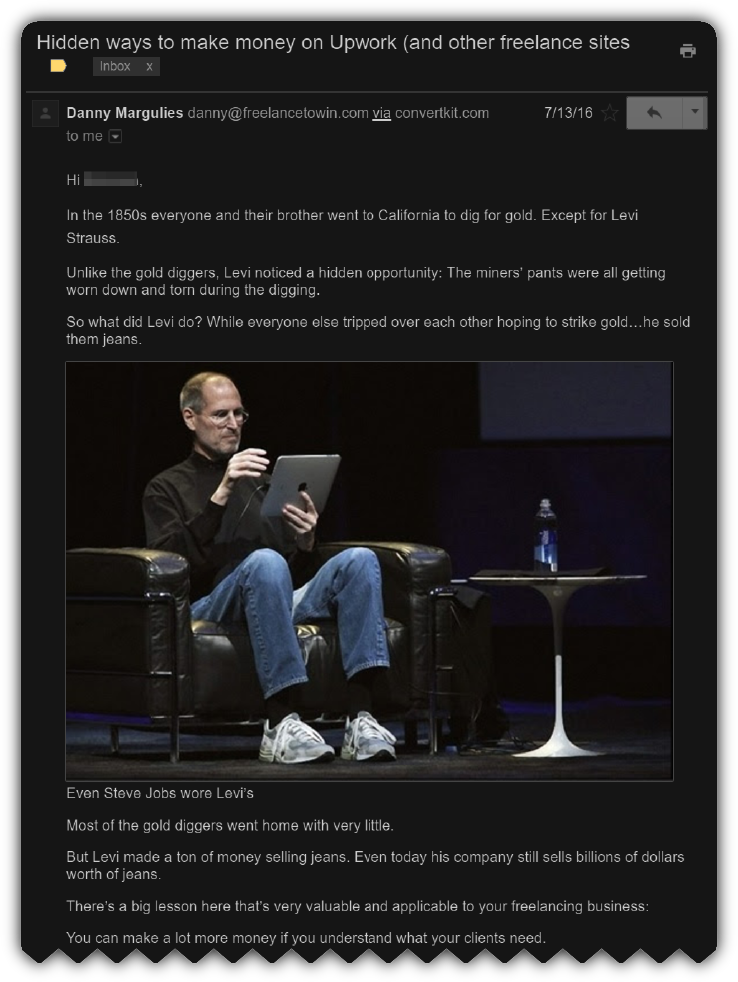 Hidden ways to make money on Upwork (and other freelance sites
Inbox x
Danny Margulies danny@freelancetowin.com via convertkit.com 7/13/16
to me
Hi ,
In the 1850s everyone and their brother went to California to dig for gold. Except for Levi
Strauss.
Unlike the gold diggers, Levi noticed a hidden opportunity: The miners' pants were all getting
worn down and torn during the digging.
So what did Levi do? While everyone else tripped over each other hoping to strike gold…he sold
them jeans.
Even Steve Jobs wore Levi's
Most of the gold diggers went home with very little.
But Levi made a ton of money selling jeans. Even today his company still sells billions of dollars
worth of jeans.
There's a big lesson here that's very valuable and applicable to your freelancing business:
You can make a lot more money if you understand what your clients need.